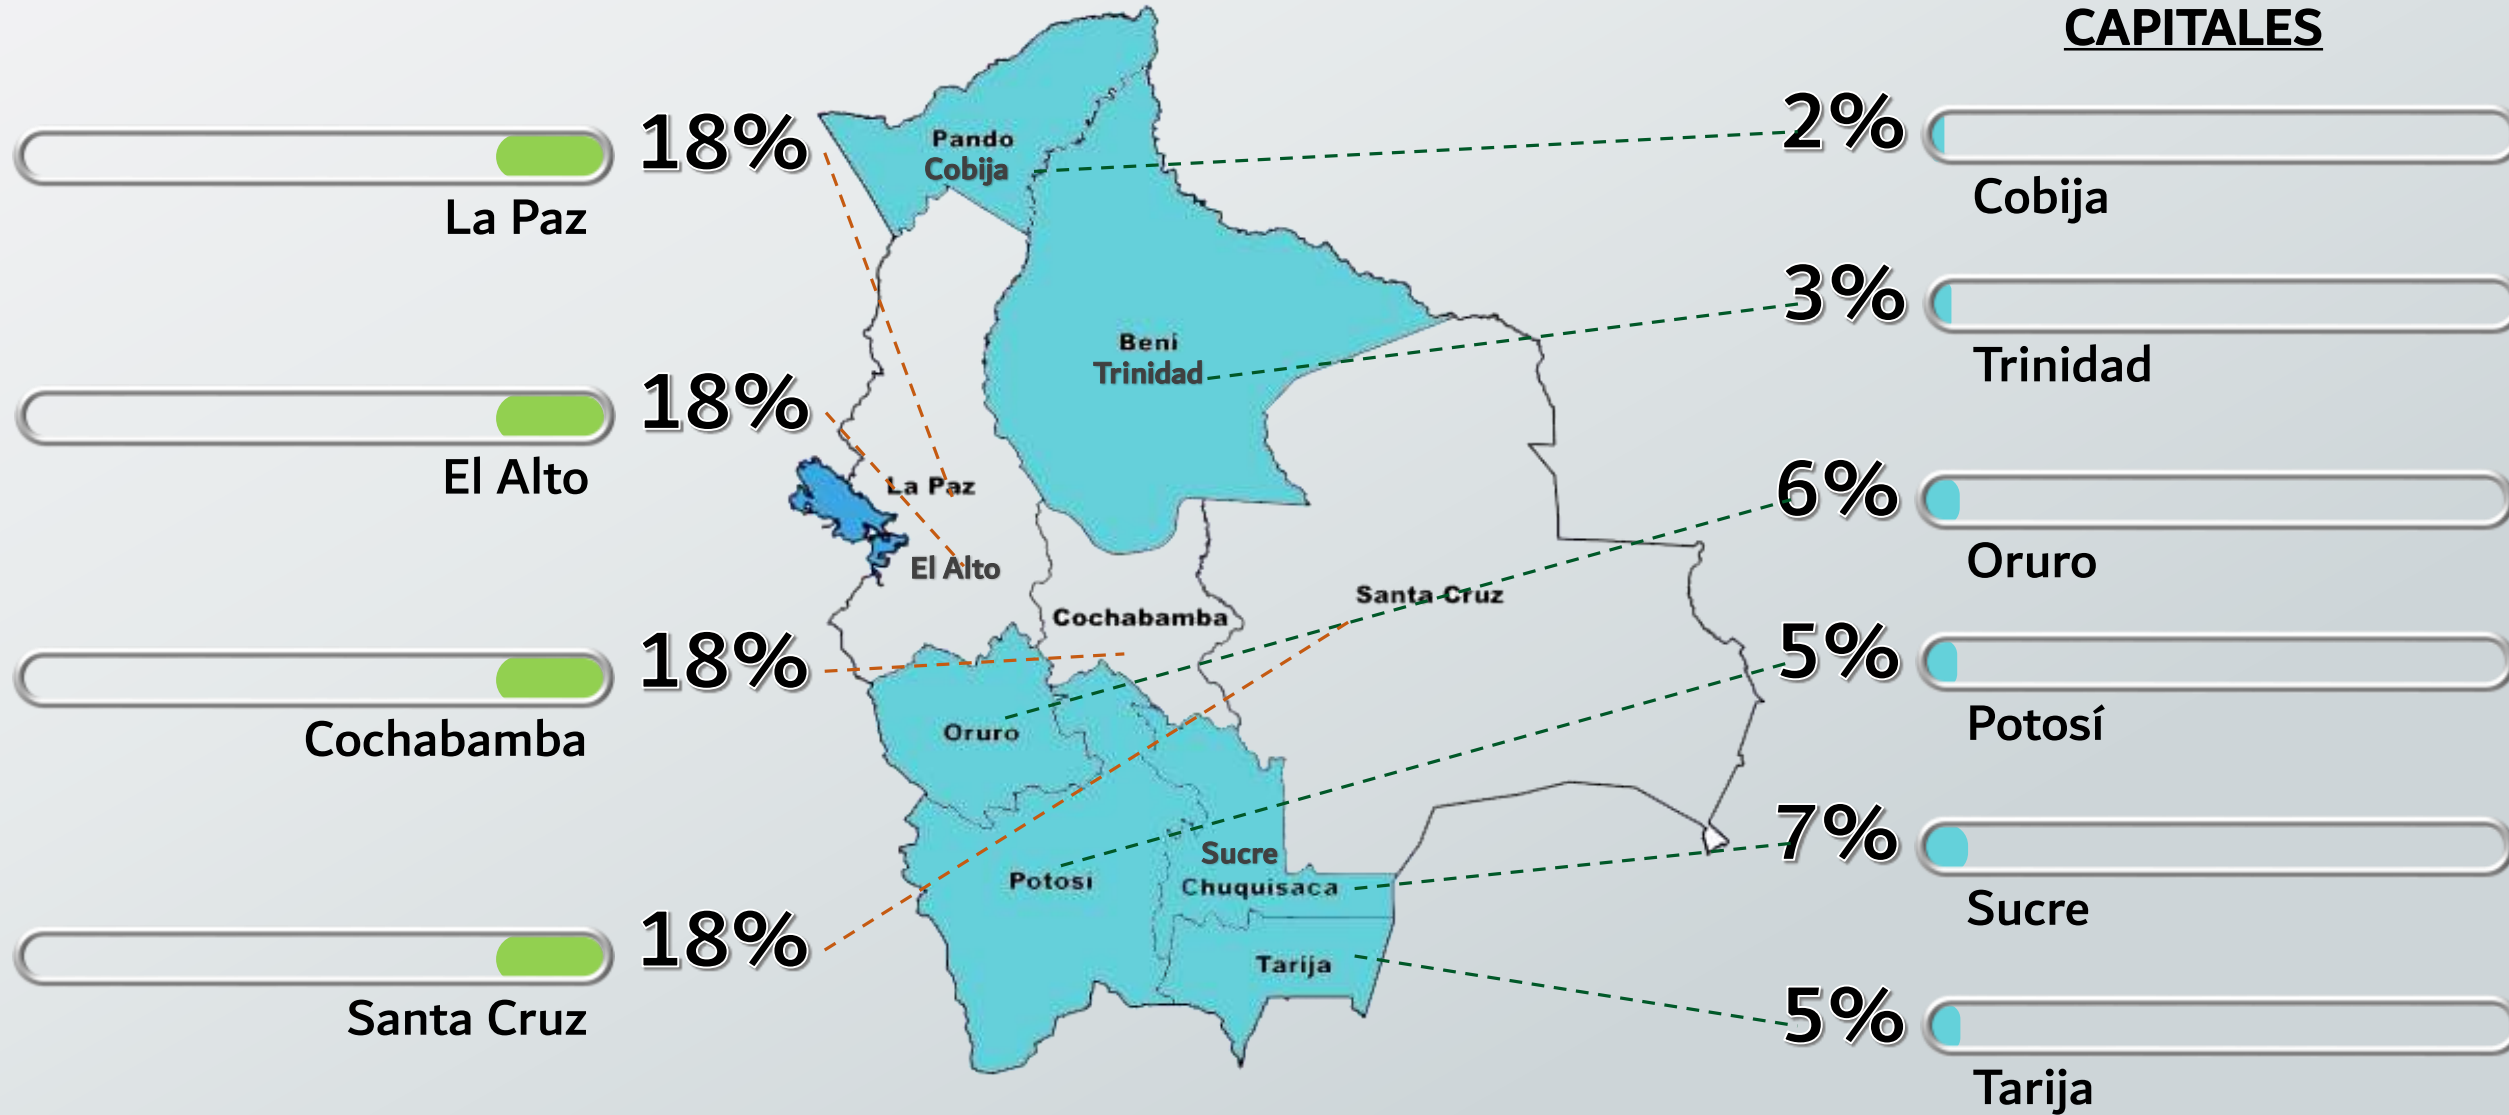 CAPITALES
18%
La Paz
18%
El Alto
18%
Cochabamba
18%
Santa Cruz
Pando
Cobija
Beni
Trinidad
La Paz
El Alto
Cochabamba
Santa Cruz
Oruro
Potosí
Sucre
Chuquisaca
Tarija
2%
Cobija
3%
Trinidad
6%
Oruro
5%
Potosí
7%
Sucre
5%
Tarija